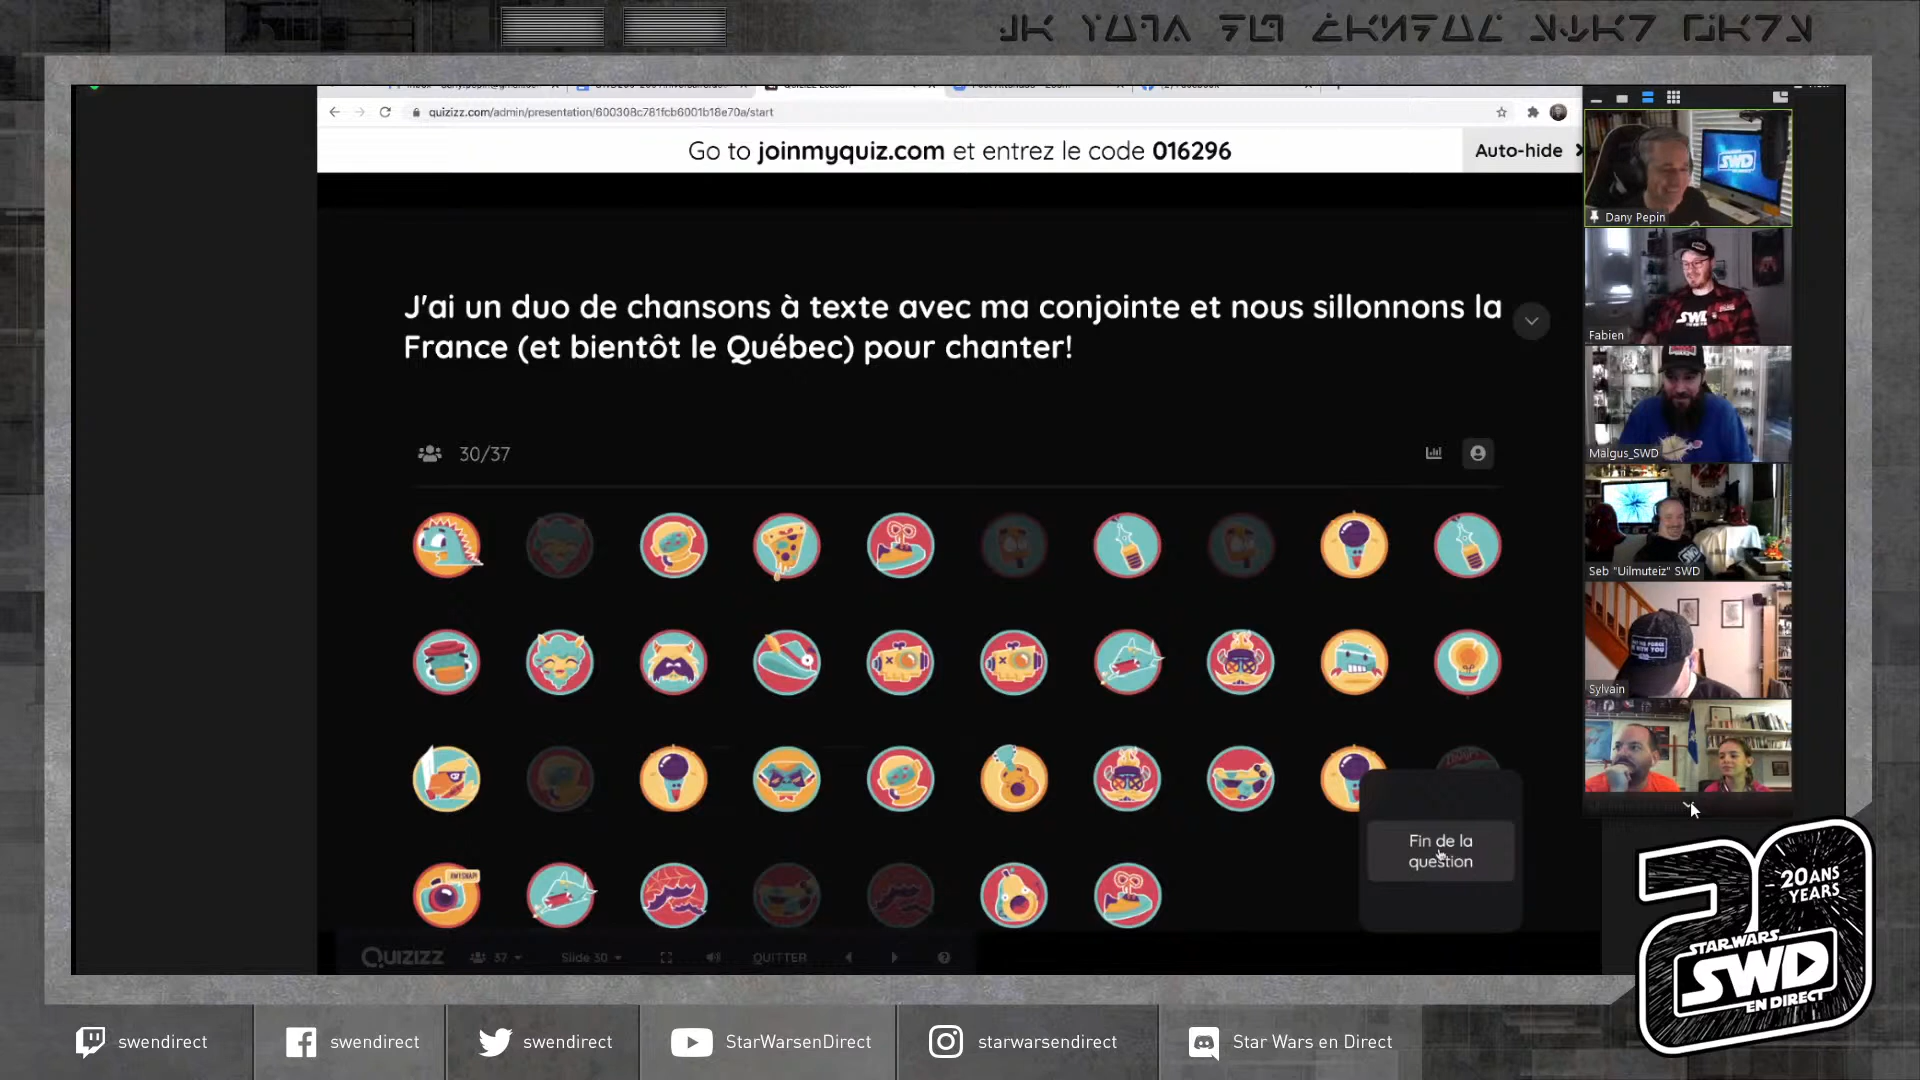 quizizz.com/admin/presentation/600308c781fcb6001b18e70a/start
Go to joinmyquiz.com et entrez le code 016296
Auto-hide
J'ai un duo de chansons à texte avec ma conjointe et nous sillonnons la
France (et bientôt le Québec) pour chanter!
30/37
Fin de la
question
QUIZIZZ
37
Slide 30
QUITTER
SWD
Dany Pepin
SWD
Fabien
Malgus_SWD
Seb "Uilmuteiz" SWD
Sylvain
20 ANS
YEARS
STAR WARS
SWD
EN DIRECT
swendirect
swendirect
swendirect
StarWarsenDirect
starwarsendirect
Star Wars en Direct